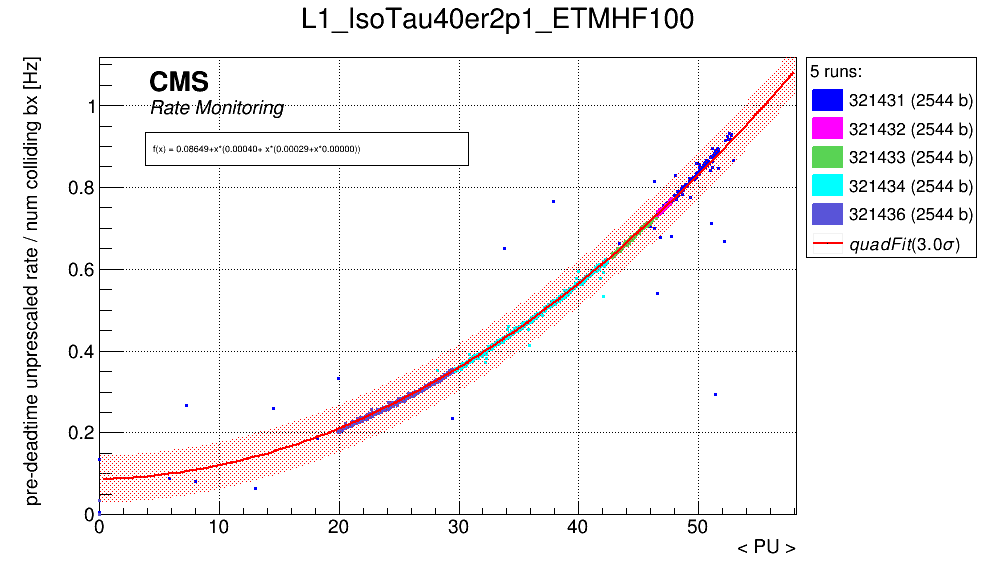 L1_IsoTau40er2p1_ETMHF100
pre-deadtime unprescaled rate / num colliding bx [Hz]
CMS
Rate Monitoring
f(x) = 0.08649+x*(0.00040+ x*(0.00029+x*0.00000))
1
0.8
0.6
0.4
0.2
0
0 10 20 30 40 50
< PU >
5 runs:
321431 (2544 b)
321432 (2544 b)
321433 (2544 b)
321434 (2544 b)
321436 (2544 b)
quadFit(3.0σ)